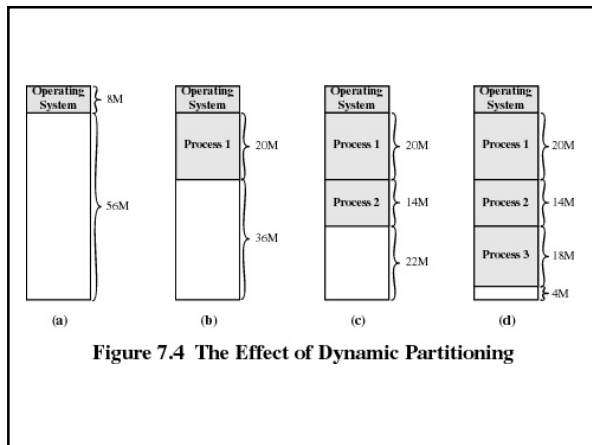 Operating
System
8M
56M
(a)
Operating
System
Process 1
20M
36M
(b)
Operating
System
Process 1
20M
Process 2
14M
22M
(c)
Operating
System
Process 1
20M
Process 2
14M
Process 3
18M
4M
(d)
Figure 7.4 The Effect of Dynamic Partitioning